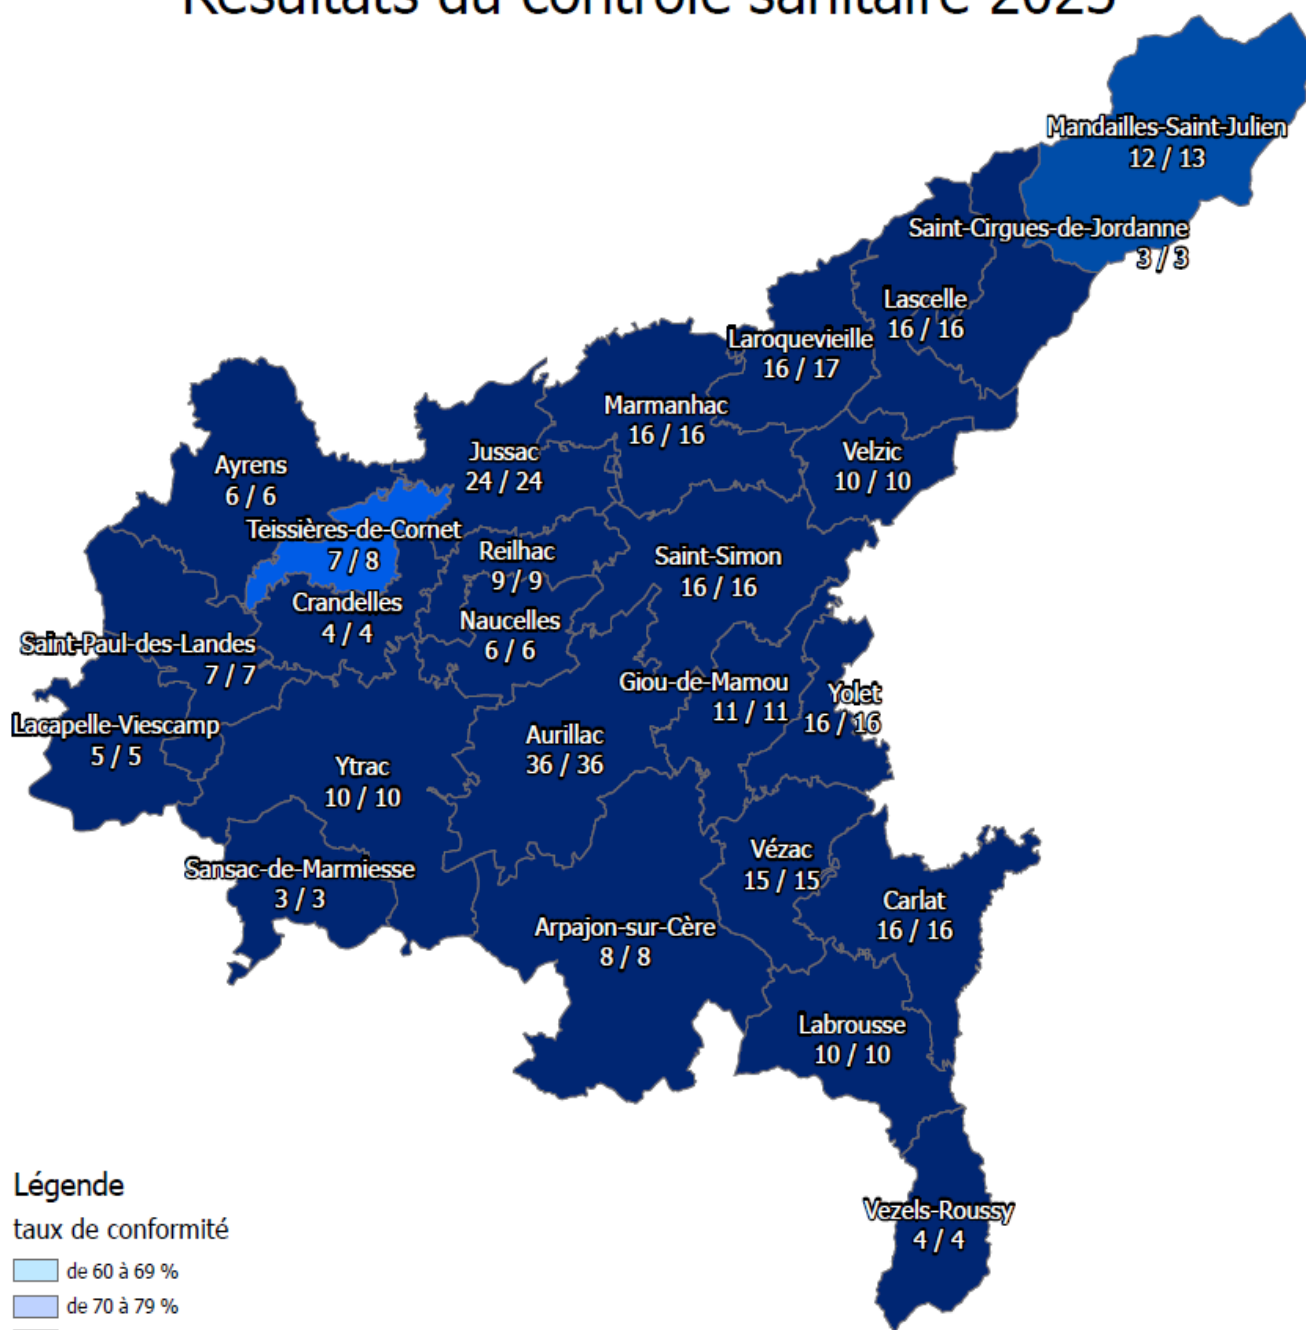 Résultats du contrôle sanitaire 2023
Mandailles-Saint-Julien
12 / 13
Saint-Cirgues-de-Jordanne
3 / 3
Lascelle
16 / 16
Laroquevieille
16 / 17
Marmanhac
16 / 16
Jussac
24 / 24
Velzic
10 / 10
Ayrens
6 / 6
Teissières-de-Cornet
7 / 8
Reilhac
9 / 9
Saint-Simon
16 / 16
Crandelles
4 / 4
Naucelles
6 / 6
Saint-Paul-des-Landes
7 / 7
Giou-de-Mamou
11 / 11
Yolet
16 / 16
Lacapelle-Viescamp
5 / 5
Aurillac
36 / 36
Ytrac
10 / 10
Vézac
15 / 15
Sansac-de-Marmiesse
3 / 3
Carlat
16 / 16
Arpajon-sur-Cère
8 / 8
Labrousse
10 / 10
Vezels-Roussy
4 / 4
Légende
taux de conformité
de 60 à 69 %
de 70 à 79 %